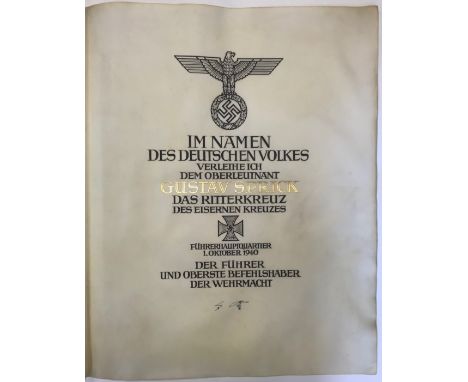 IM NAMEN
DES DEUTSCHEN VOLKES
VERLEIHE ICH
DEM OBERLEUTNANT
GUSTAV SPRICK
DAS RITTERKREUZ
DES EISERNEN KREUZES
FÜHRERHAUPTQUARTIER
1. OKTOBER 1940
DER FÜHRER
UND OBERSTE BEFEHLSHABER
DER WEHRMACHT